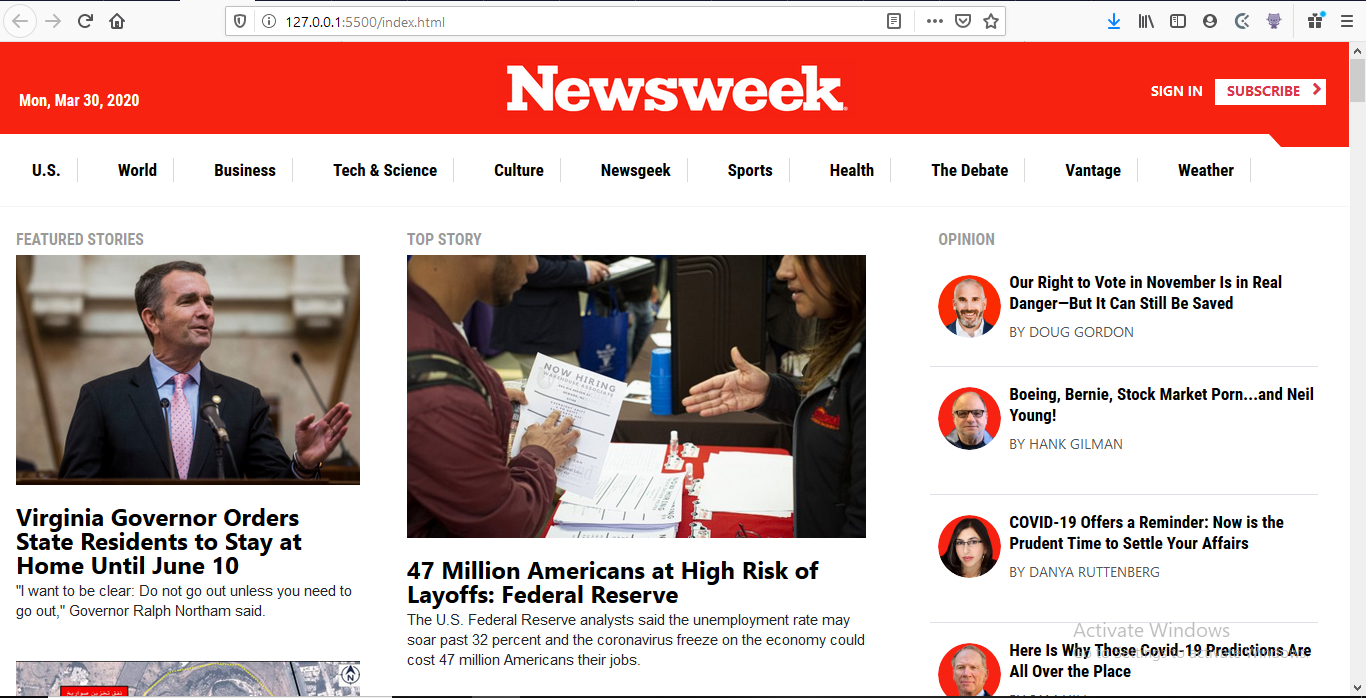 127.0.0.1:5500/index.html
Mon, Mar 30, 2020
Newsweek
SIGN IN
SUBSCRIBE
U.S.
World
Business
Tech & Science
Culture
Newsgeek
Sports
Health
The Debate
Vantage
Weather
FEATURED STORIES
Virginia Governor Orders
State Residents to Stay at
Home Until June 10
"I want to be clear: Do not go out unless you need to
go out," Governor Ralph Northam said.
TOP STORY
NOW HIRING
WAREHOUSE ASSOCIATE
47 Million Americans at High Risk of
Layoffs: Federal Reserve
The U.S. Federal Reserve analysts said the unemployment rate may
soar past 32 percent and the coronavirus freeze on the economy could
cost 47 million Americans their jobs.
OPINION
Our Right to Vote in November Is in Real
Danger—But It Can Still Be Saved
BY DOUG GORDON
Boeing, Bernie, Stock Market Porn...and Neil
Young!
BY HANK GILMAN
COVID-19 Offers a Reminder: Now is the
Prudent Time to Settle Your Affairs
BY DANYA RUTTENBERG
Activate Windows
Here Is Why Those Covid-19 Predictions Are
All Over the Place
N